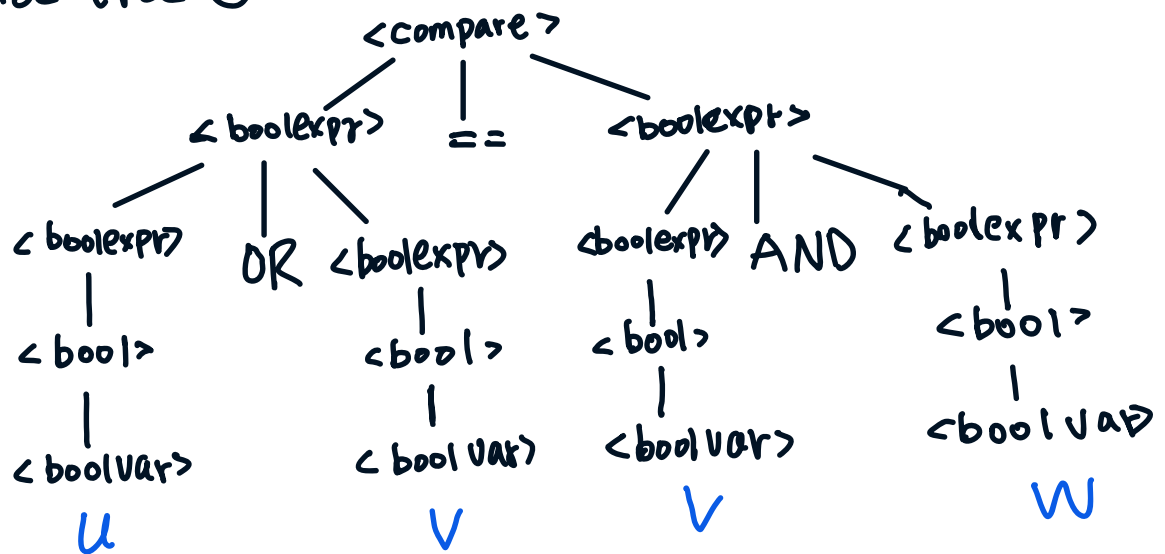 <compare>
<boolexpr> == <boolexpr>
<boolexpr> OR <boolexpr> <boolexpr> AND <boolexpr>
<bool> <bool> <bool> <bool>
<boolvar> <boolvar> <boolvar> <boolvar>
U V V W